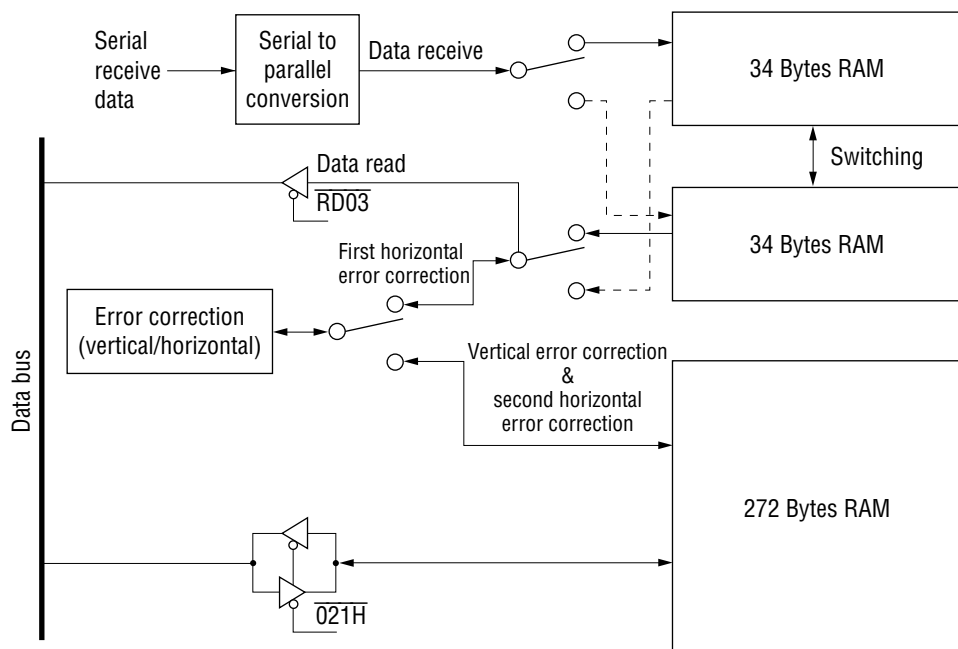 Serial
receive
data
Serial to
parallel
conversion
Data receive
34 Bytes RAM
Switching
Data read
RD03
34 Bytes RAM
First horizontal
error correction
Error correction
(vertical/horizontal)
Vertical error correction
&
second horizontal
error correction
Data bus
272 Bytes RAM
021H